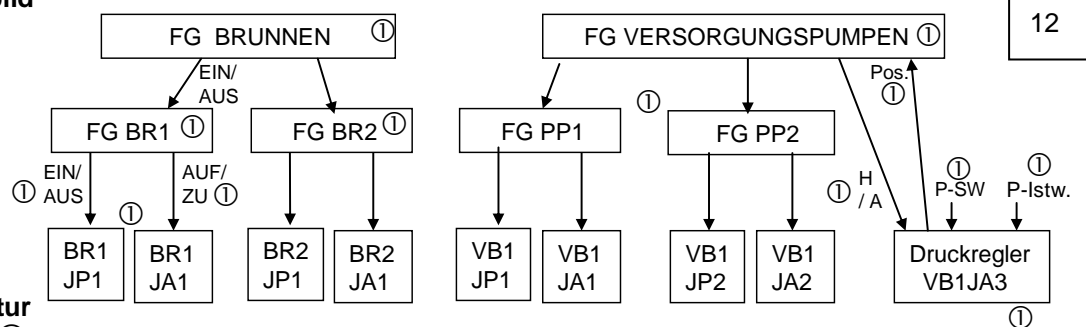 bild
12
FG BRUNNEN ①
FG VERSORGUNGSPUMPEN ①
EIN/
AUS
Pos.
①
FG BR1 ①
FG BR2 ①
FG PP1
①
FG PP2
① EIN/
AUS
AUF/
ZU ①
①
① H
/ A
①
P-SW
①
P-Istw.
BR1
JP1
BR1
JA1
BR2
JP1
BR2
JA1
VB1
JP1
VB1
JA1
VB1
JP2
VB1
JA2
Druckregler
VB1JA3
①
tur